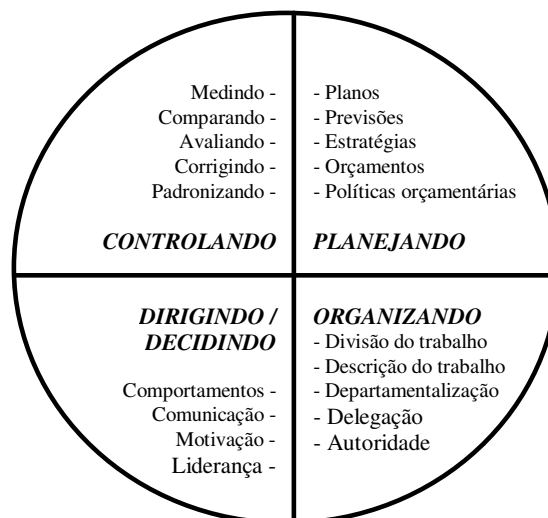 Medindo -
Comparando -
Avaliando -
Corrigindo -
Padronizando -
CONTROLANDO
- Planos
- Previsões
- Estratégias
- Orçamentos
- Políticas orçamentárias
PLANEJANDO
DIRIGINDO /
DECIDINDO
Comportamentos -
Comunicação -
Motivação -
Liderança -
ORGANIZANDO
- Divisão do trabalho
- Descrição do trabalho
- Departamentalização
- Delegação
- Autoridade